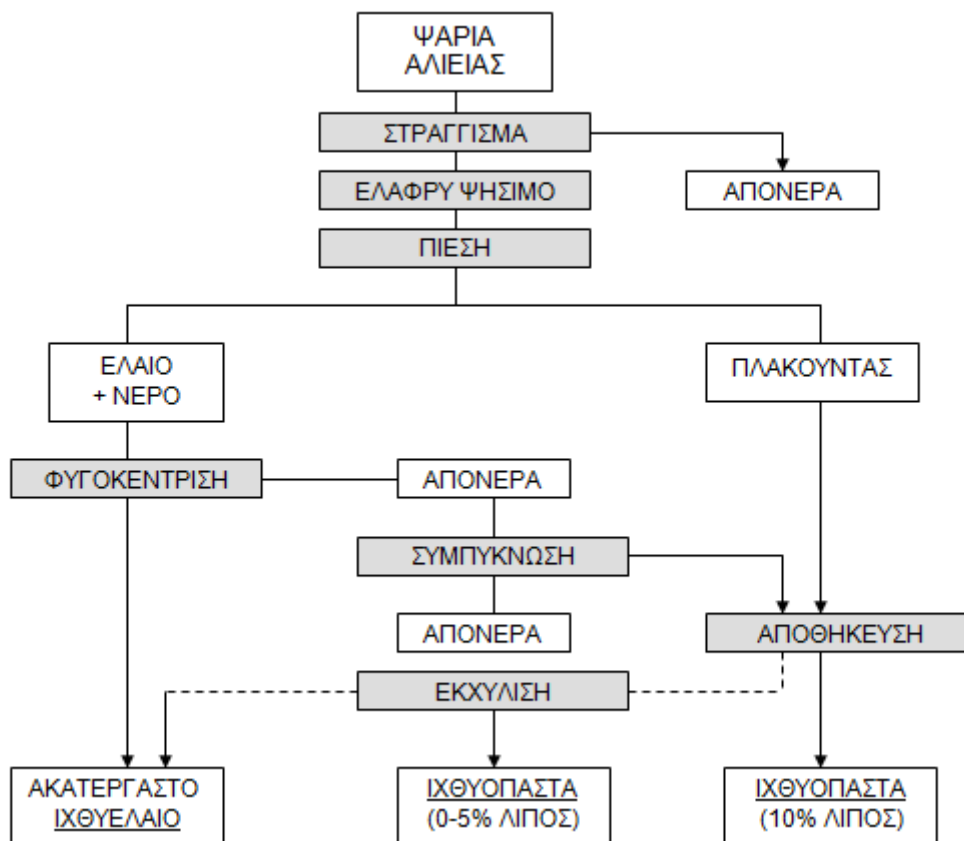 ΨΑΡΙΑ
ΑΛΙΕΙΑΣ
ΣΤΡΑΓΓΙΣΜΑ
ΕΛΑΦΡΥ ΨΗΣΙΜΟ
ΑΠΟΝΕΡΑ
ΠΙΕΣΗ
ΕΛΑΙΟ
+ ΝΕΡΟ
ΠΛΑΚΟΥΝΤΑΣ
ΦΥΓΟΚΕΝΤΡΙΣΗ
ΑΠΟΝΕΡΑ
ΣΥΜΠΥΚΝΩΣΗ
ΑΠΟΝΕΡΑ
ΑΠΟΘΗΚΕΥΣΗ
ΕΚΧΥΛΙΣΗ
ΑΚΑΤΕΡΓΑΣΤΟ
ΙΧΘΥΕΛΑΙΟ
ΙΧΘΥΟΠΑΣΤΑ
(0-5% ΛΙΠΟΣ)
ΙΧΘΥΟΠΑΣΤΑ
(10% ΛΙΠΟΣ)